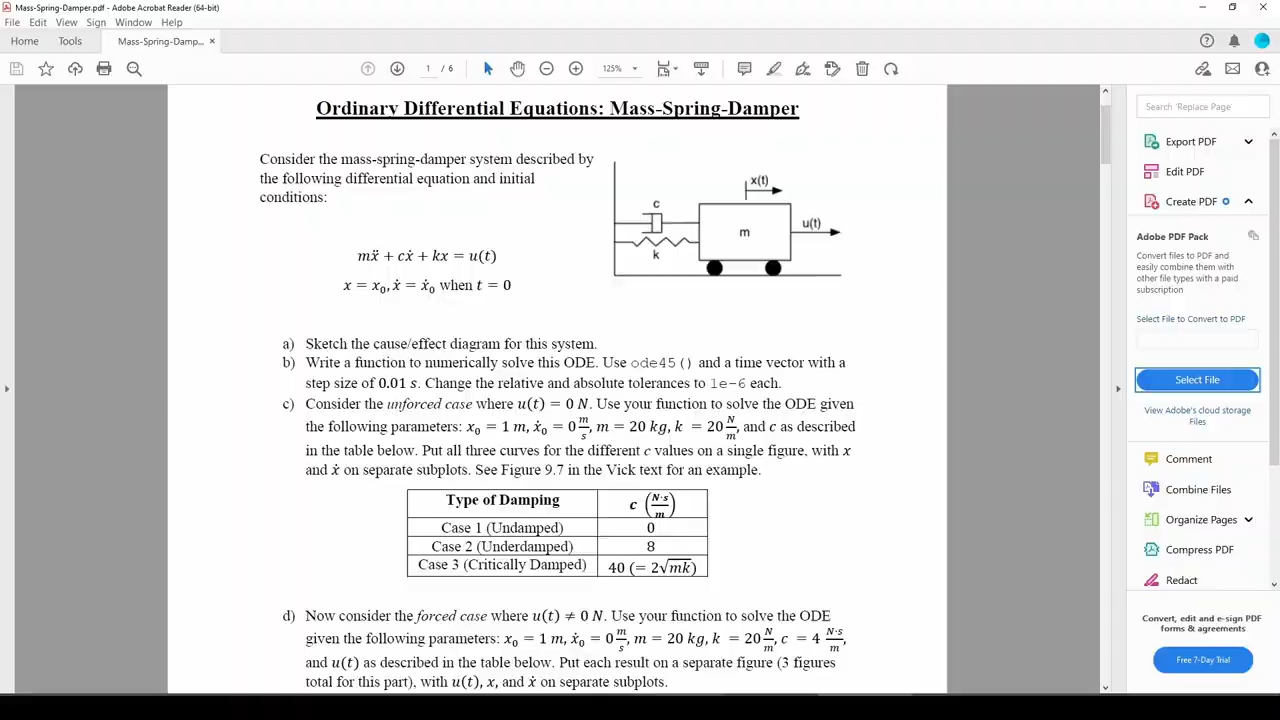 Mass-Spring-Damper.pdf - Adobe Acrobat Reader (64-bit)
File Edit View Sign Window Help
Home Tools Mass-Spring-Damp... ×
1 / 6 125%
Ordinary Differential Equations: Mass-Spring-Damper
Consider the mass-spring-damper system described by
the following differential equation and initial
conditions:
mẍ + cẋ + kx = u(t)
x = x₀, ẋ = ẋ₀ when t = 0
x(t)
c
u(t)
m
k
a) Sketch the cause/effect diagram for this system.
b) Write a function to numerically solve this ODE. Use ode45() and a time vector with a
step size of 0.01 s. Change the relative and absolute tolerances to 1e-6 each.
c) Consider the unforced case where u(t) = 0 N. Use your function to solve the ODE given
the following parameters: x₀ = 1 m, ẋ₀ = 0 m/s, m = 20 kg, k = 20 N/m, and c as described
in the table below. Put all three curves for the different c values on a single figure, with x
and ẋ on separate subplots. See Figure 9.7 in the Vick text for an example.
Type of Damping c (N·s/m)
Case 1 (Undamped) 0
Case 2 (Underdamped) 8
Case 3 (Critically Damped) 40 (= 2√mk)
d) Now consider the forced case where u(t) ≠ 0 N. Use your function to solve the ODE
given the following parameters: x₀ = 1 m, ẋ₀ = 0 m/s, m = 20 kg, k = 20 N/m, c = 4 N·s/m,
and u(t) as described in the table below. Put each result on a separate figure (3 figures
total for this part), with u(t), x, and ẋ on separate subplots.
Search 'Replace Page'
Export PDF
Edit PDF
Create PDF
Adobe PDF Pack
Convert files to PDF and
easily combine them with
other file types with a paid
subscription
Select File to Convert to PDF
Select File
View Adobe's cloud storage
Files
Comment
Combine Files
Organize Pages
Compress PDF
Redact
Convert, edit and e-sign PDF
forms & agreements
Free 7-Day Trial